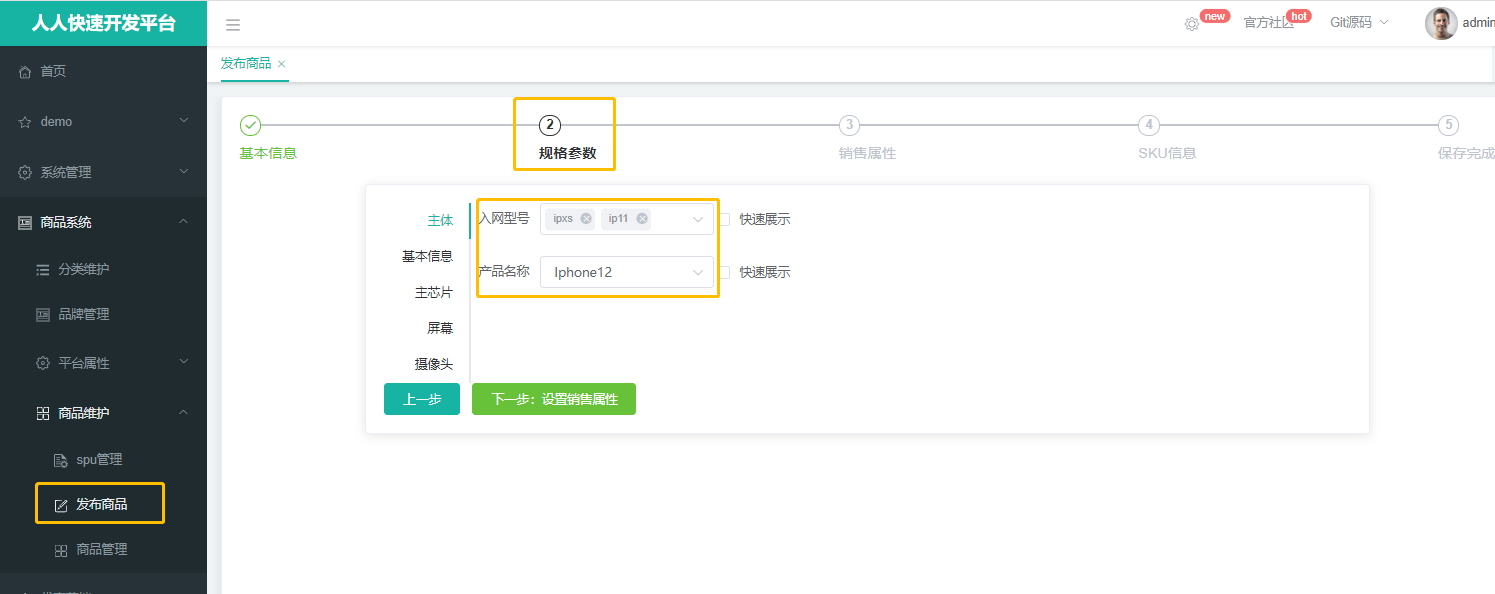 人人快速开发平台
new
官方社区
hot
Git源码
admin
首页
发布商品
demo
系统管理
商品系统
分类维护
品牌管理
平台属性
商品维护
spu管理
发布商品
商品管理
2
3
4
5
基本信息
规格参数
销售属性
SKU信息
保存完成
主体
基本信息
主芯片
屏幕
摄像头
入网型号
ipxs
ip11
快速展示
产品名称
Iphone12
快速展示
上一步
下一步：设置销售属性